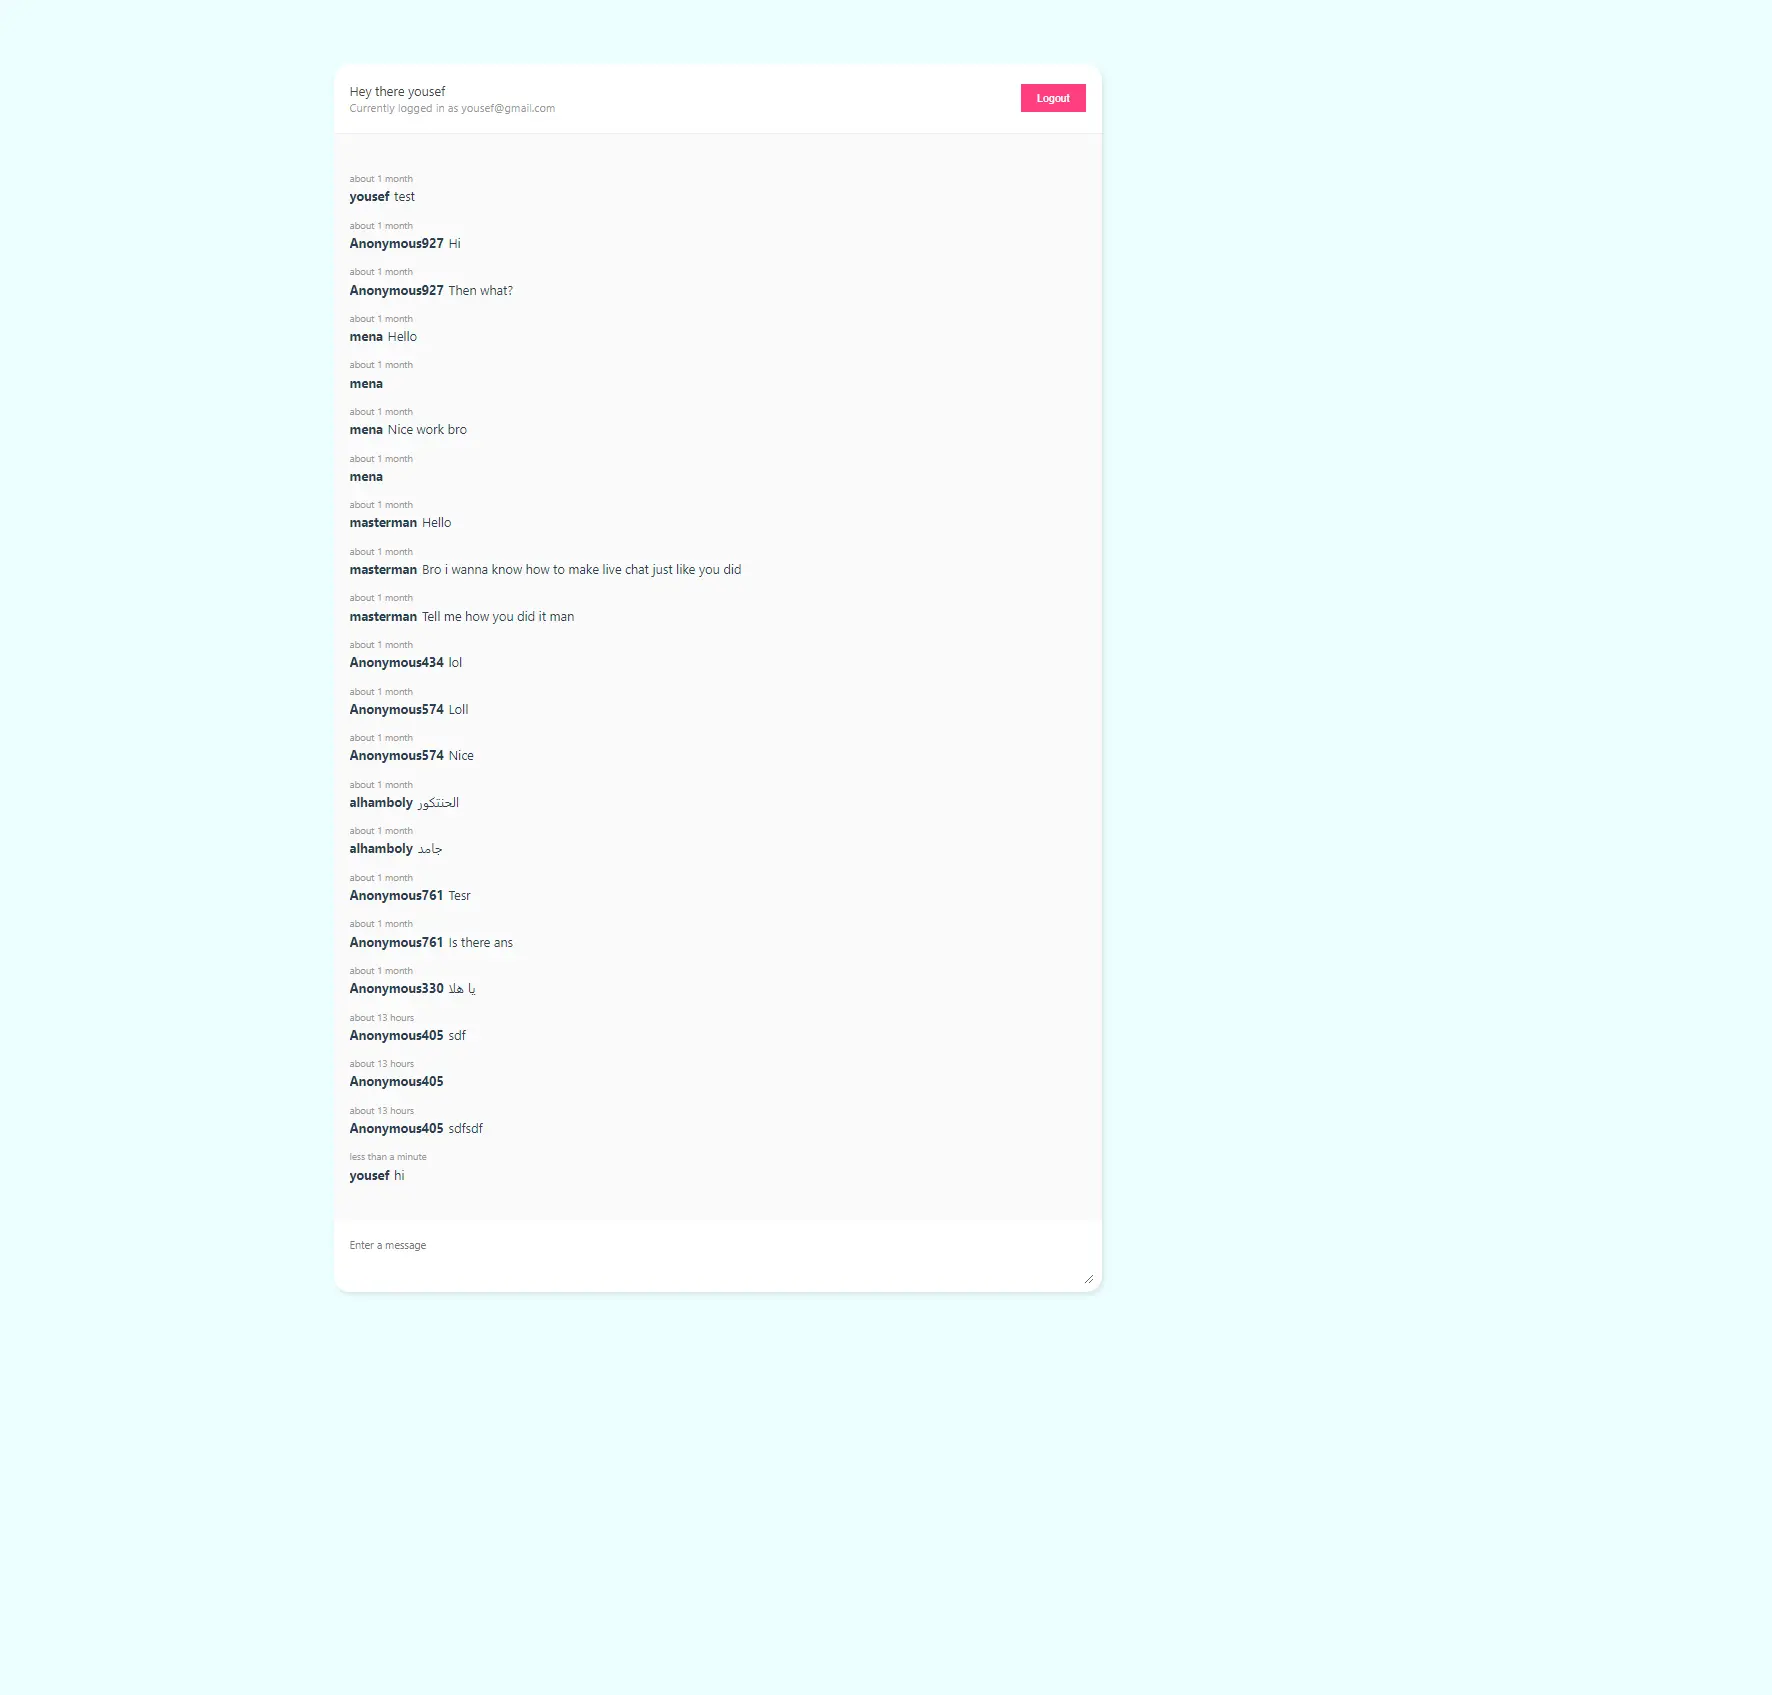 Hey there yousef
Currently logged in as yousef@gmail.com
Logout
about 1 month
yousef test
about 1 month
Anonymous927 Hi
about 1 month
Anonymous927 Then what?
about 1 month
mena Hello
about 1 month
mena
about 1 month
mena Nice work bro
about 1 month
mena
about 1 month
masterman Hello
about 1 month
masterman Bro i wanna know how to make live chat just like you did
about 1 month
masterman Tell me how you did it man
about 1 month
Anonymous434 lol
about 1 month
Anonymous574 Loll
about 1 month
Anonymous574 Nice
about 1 month
alhamboly الحنتكور
about 1 month
alhamboly جامد
about 1 month
Anonymous761 Tesr
about 1 month
Anonymous761 Is there ans
about 1 month
Anonymous330 يا هلا
about 13 hours
Anonymous405 sdf
about 13 hours
Anonymous405
about 13 hours
Anonymous405 sdfsdf
less than a minute
yousef hi
Enter a message